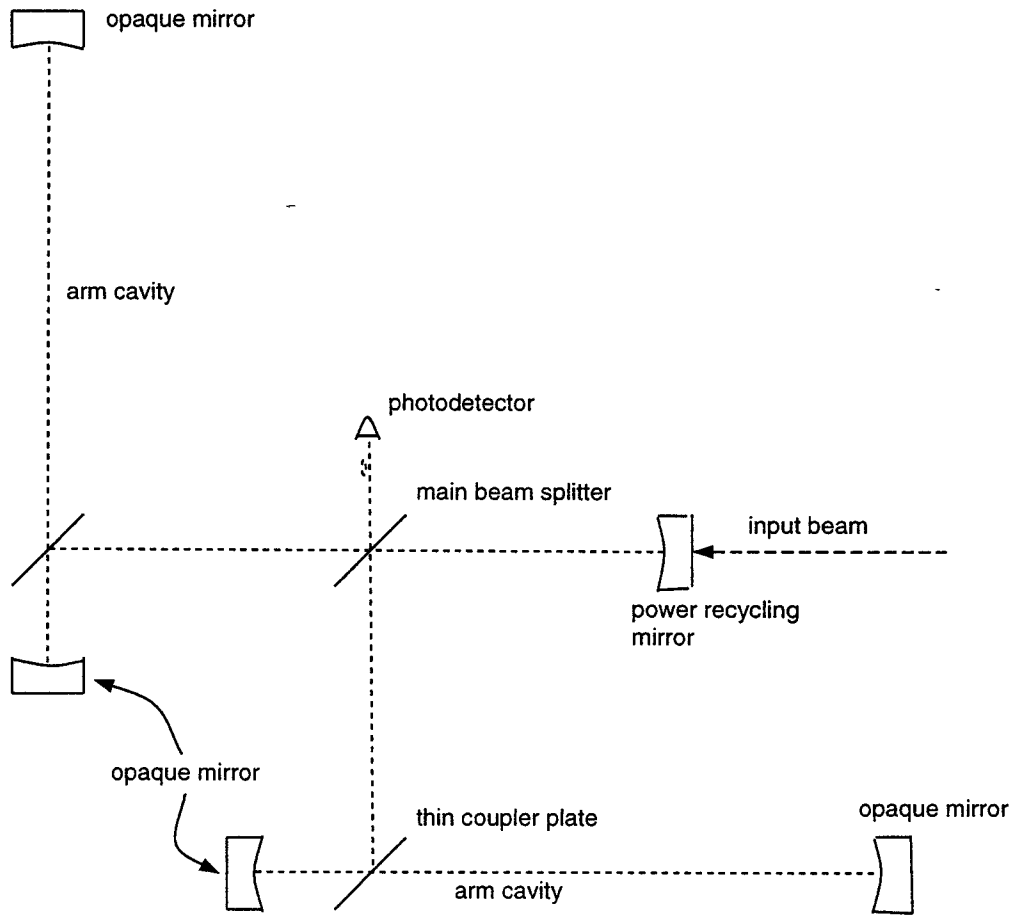 opaque mirror
arm cavity
photodetector
main beam splitter
input beam
power recycling
mirror
opaque mirror
thin coupler plate
opaque mirror
arm cavity